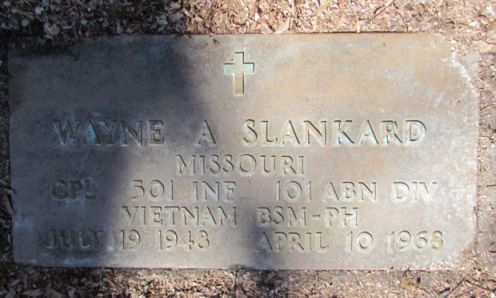 WAYNE A SLANKARD
MISSOURI
CPL 501 INF 101 ABN DIV
VIETNAM BSM-PH
JULY 19 1943 APRIL 10 1968